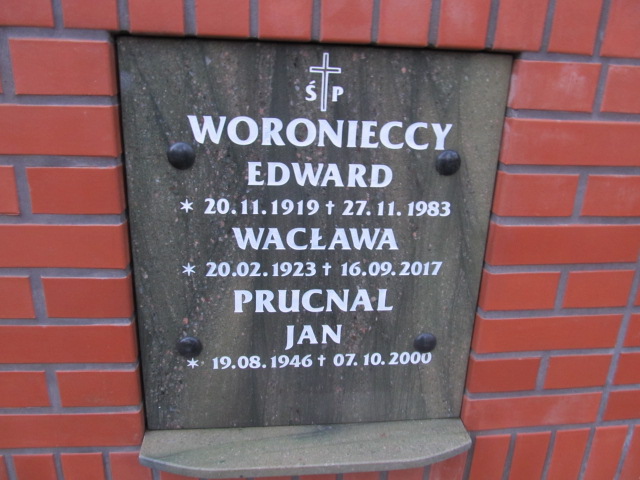 Ś P
WORONIECCY
EDWARD
* 20.11.1919 † 27.11.1983
WACŁAWA
* 20.02.1923 † 16.09.2017
PRUCNAL
JAN
* 19.08.1946 † 07.10.2000